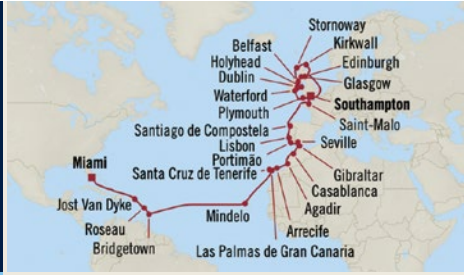 Stornoway
Belfast
Kirkwall
Holyhead
Edinburgh
Dublin
Glasgow
Waterford
Southampton
Plymouth
Saint-Malo
Santiago de Compostela
Lisbon
Seville
Portimão
Miami
Gibraltar
Santa Cruz de Tenerife
Casablanca
Agadir
Jost Van Dyke
Mindelo
Arrecife
Roseau
Bridgetown
Las Palmas de Gran Canaria